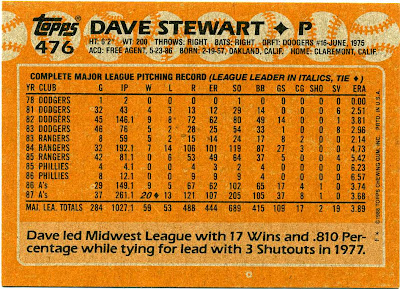 Topps
476
DAVE STEWART ♦ P
HT: 6'2" WT: 200 THROWS: RIGHT BATS: RIGHT DRFT: DODGERS #16-JUNE, 1975
ACQ: FREE AGENT, 5-23-86 BORN: 2-19-57, OAKLAND, CALIF. HOME: CLAREMONT, CALIF.
COMPLETE MAJOR LEAGUE PITCHING RECORD (LEAGUE LEADER IN ITALICS, TIE ♦)
YR CLUB G IP W L R ER SO BB GS CG SHO SV ERA
78 DODGERS 1 2 0 0 0 0 1 0 0 0 0 0 0.00
81 DODGERS 32 43 4 3 13 12 29 14 0 0 0 6 2.51
82 DODGERS 45 146.1 9 8 72 62 80 49 14 0 0 1 3.81
83 DODGERS 46 76 5 2 28 25 54 33 1 0 0 8 2.96
83 RANGERS 8 59 5 2 15 14 24 17 8 2 0 0 2.14
84 RANGERS 32 192.1 7 14 106 101 119 87 27 3 0 0 4.73
85 RANGERS 42 81.1 0 6 53 49 64 37 5 0 0 4 5.42
85 PHILLIES 4 4.1 0 0 4 3 2 4 0 0 0 0 6.23
86 PHILLIES 8 12.1 0 0 9 9 9 4 0 0 0 0 6.57
86 A's 29 149.1 9 5 67 62 102 65 17 4 1 0 3.74
87 A's 37 261.1 20♦ 13 121 107 205 105 37 8 1 0 3.68
MAJ. LEA. TOTALS 284 1027.1 59 53 488 444 689 415 109 17 2 19 3.89
Dave led Midwest League with 17 Wins and .810 Per-
centage while tying for lead with 3 Shutouts in 1977.
© 1988 TOPPS CHEWING GUM, INC. PRTD. IN U.S.A.